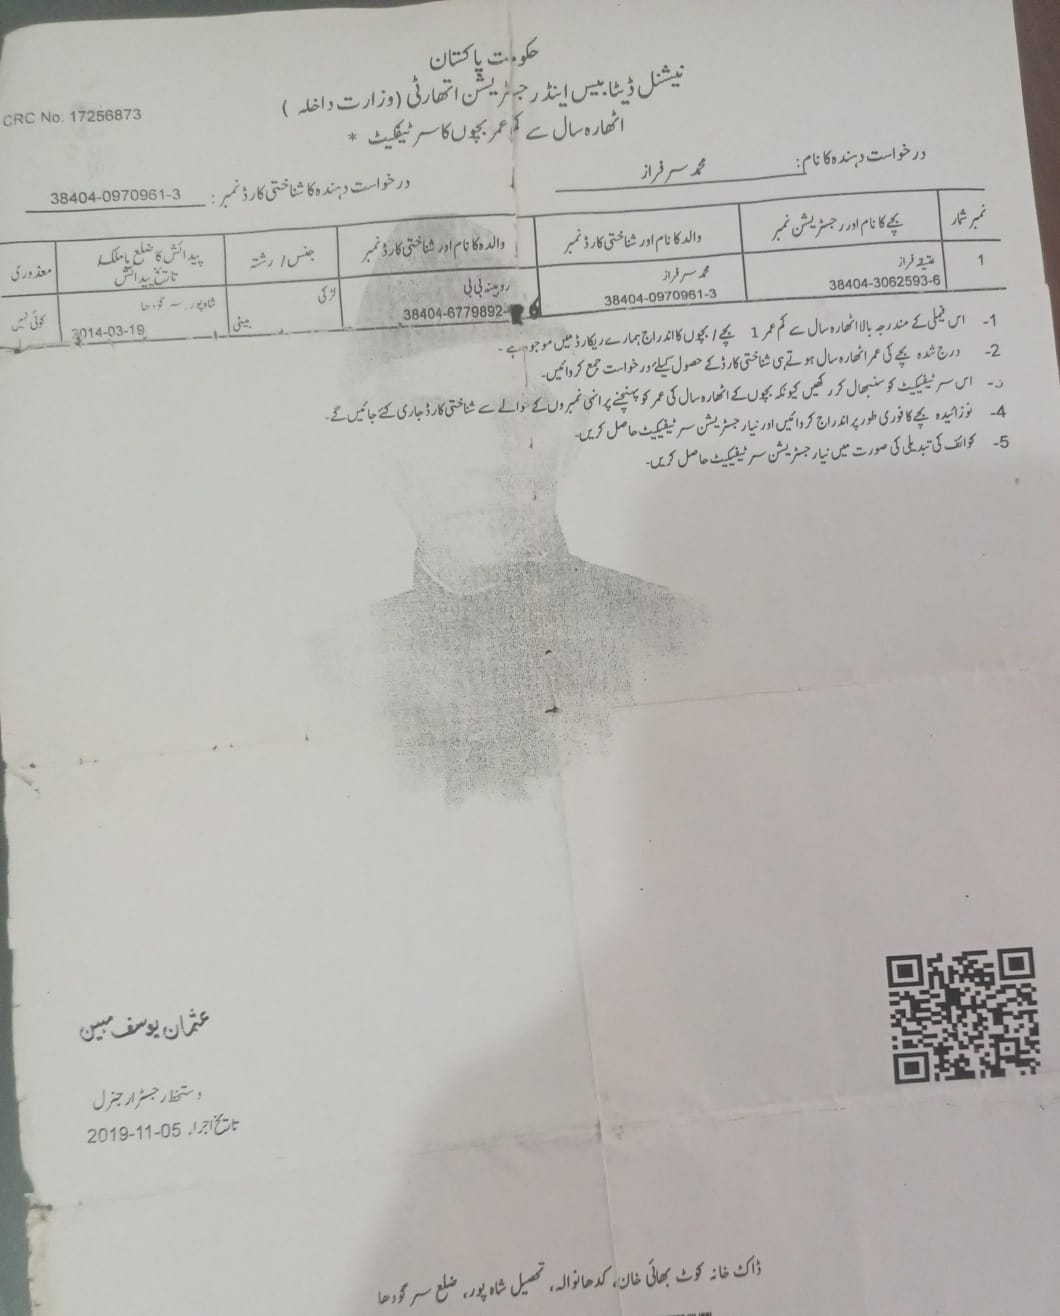 حکومت پاکستان
نیشنل ڈیٹا بیس اینڈ رجسٹریشن اتھارٹی (وزارت داخلہ)
CRC No: 17256873
اٹھارہ سال سے کم عمر بچوں کا سرٹیفکیٹ *
درخواست دہندہ کا نام: محمد سرفراز
درخواست دہندہ کا شناختی کارڈ نمبر: 38404-0970961-3
نمبر شمار بچے کا نام اور رجسٹریشن نمبر والد کا نام اور شناختی کارڈ نمبر والدہ کا نام اور شناختی کارڈ نمبر جنس / رشتہ پیدائش کا ضلع یا ملک / تاریخ پیدائش معذوری
1 فراز محمد سرفراز روبینہ بی بی لڑکی شاہ پور۔ سرگودھا کوئی نہیں
38404-3062593-6 38404-0970961-3 38404-6779892- بیٹی 2014-03-19
1- اس فیملی کے مندرجہ بالا اٹھارہ سال سے کم عمر 1 بچے / بچوں کا اندراج ہمارے ریکارڈ میں موجود ہے۔
2- درج شدہ بچے کی عمر اٹھارہ سال ہوتے ہی شناختی کارڈ کے حصول کیلئے درخواست جمع کروائیں۔
اس سرٹیفکیٹ کو سنبھال کر رکھیں کیونکہ بچوں کے اٹھارہ سال کی عمر کو پہنچنے پر انہی نمبروں کے حوالے سے شناختی کارڈ جاری کئے جائیں گے۔
4- نوزائیدہ بچے کا فوری طور پر اندراج کروائیں اور نیا رجسٹریشن سرٹیفکیٹ حاصل کریں۔
5- کوائف کی تبدیلی کی صورت میں نیا رجسٹریشن سرٹیفکیٹ حاصل کریں۔
عثمان یوسف مبین
دستخط رجسٹرار جنرل
تاریخ اجراء 2019-11-05
ڈاک خانہ کوٹ بھائی خان، کدھانوالہ، تحصیل شاہ پور، ضلع سرگودھا